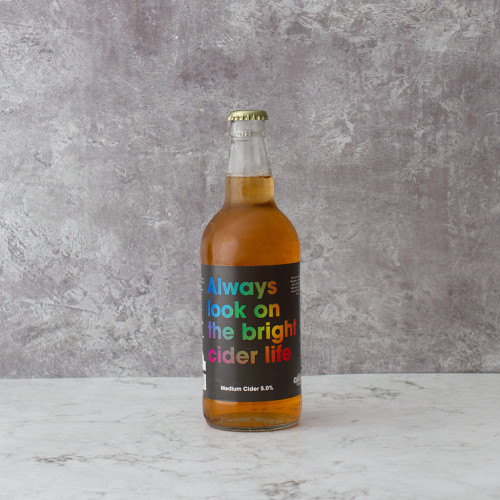 Always
look on
the bright
cider life
Medium Cider 5.0%